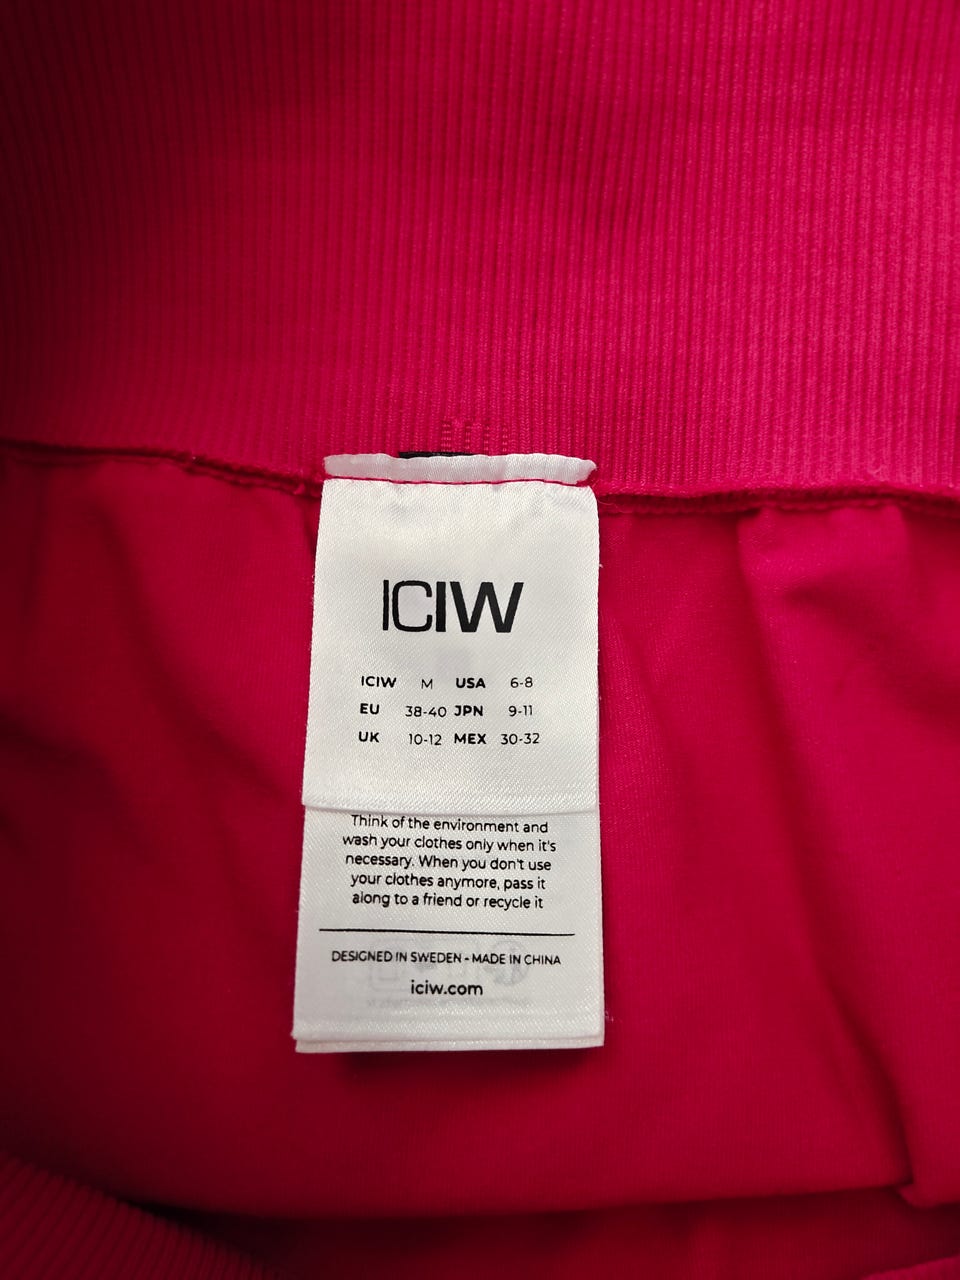 ICIW
ICIW M USA 6-8
EU 38-40 JPN 9-11
UK 10-12 MEX 30-32
Think of the environment and
wash your clothes only when it's
necessary. When you don't use
your clothes anymore, pass it
along to a friend or recycle it
DESIGNED IN SWEDEN - MADE IN CHINA
iciw.com